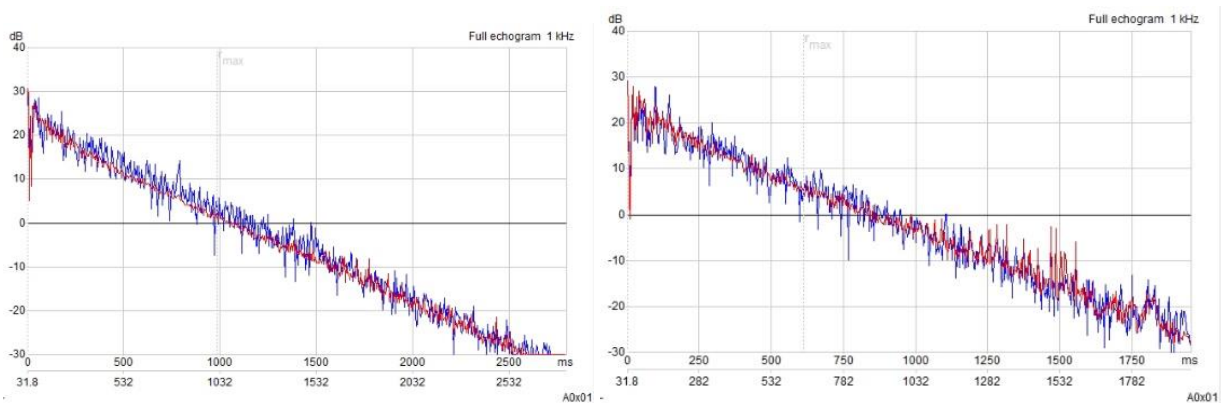 dB
Full echogram 1 kHz
40
r max
30
20
10
0
-10
-20
-30
0 500 1000 1500 2000 2500 ms
31.8 532 1032 1532 2032 2532
A0x01
dB
Full echogram 1 kHz
40
r max
30
20
10
0
-10
-20
-30
0 250 500 750 1000 1250 1500 1750 ms
31.8 282 532 782 1032 1282 1532 1782
A0x01